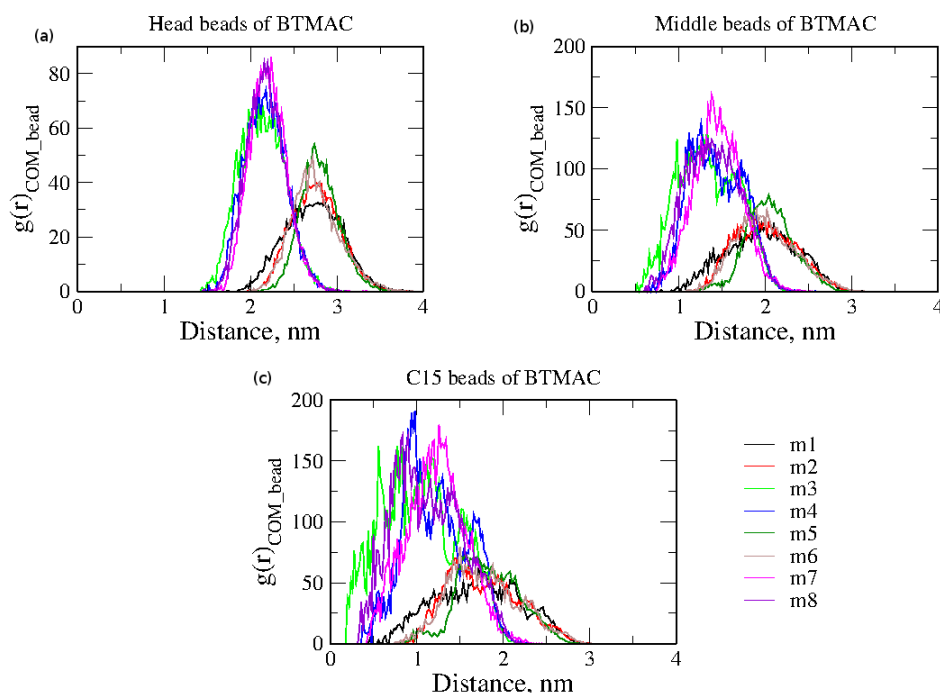 (a)
Head beads of BTMAC
g(r)COM_bead
80
60
40
20
0
0 1 2 3 4
Distance, nm
(b)
Middle beads of BTMAC
g(r)COM_bead
200
150
100
50
0
0 1 2 3 4
Distance, nm
(c)
C15 beads of BTMAC
g(r)COM_bead
200
150
100
50
0
0 1 2 3 4
Distance, nm
m1
m2
m3
m4
m5
m6
m7
m8